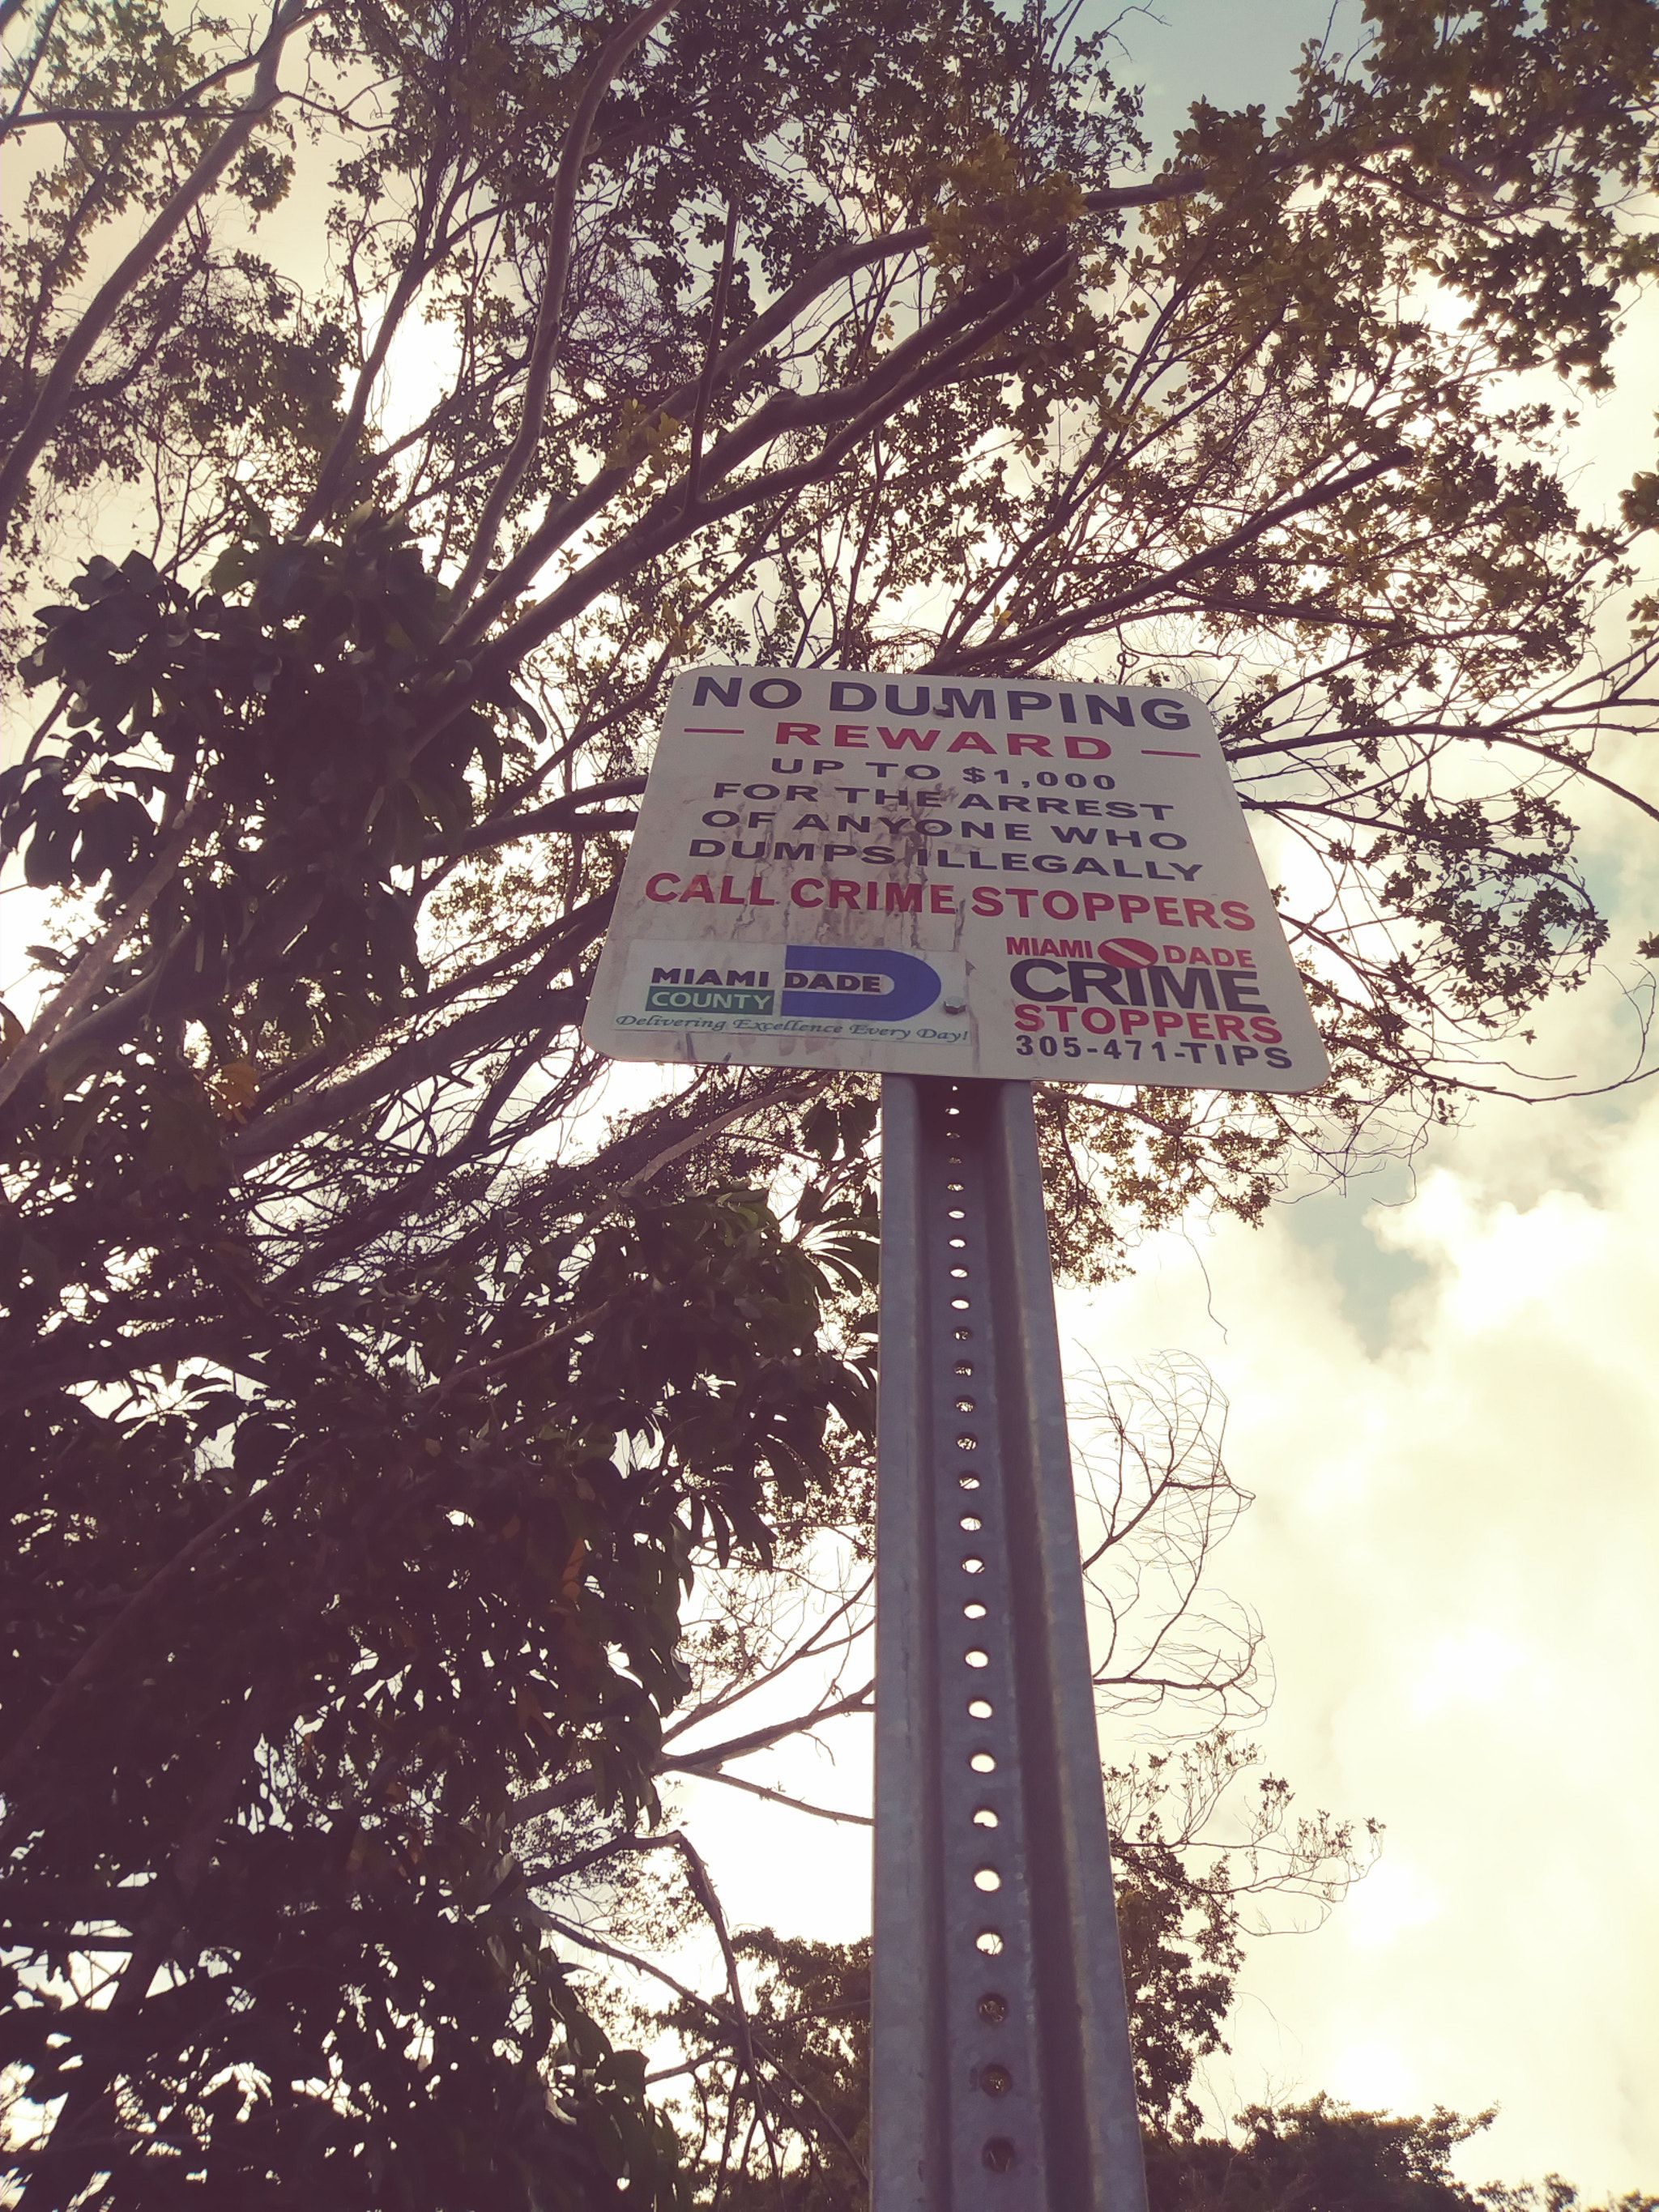 NO DUMPING
REWARD
UP TO $1,000
FOR THE ARREST
OF ANYONE WHO
DUMPS ILLEGALLY
CALL CRIME STOPPERS
MIAMI DADE
COUNTY
Delivering Excellence Every Day!
MIAMI DADE
CRIME
STOPPERS
305-471-TIPS